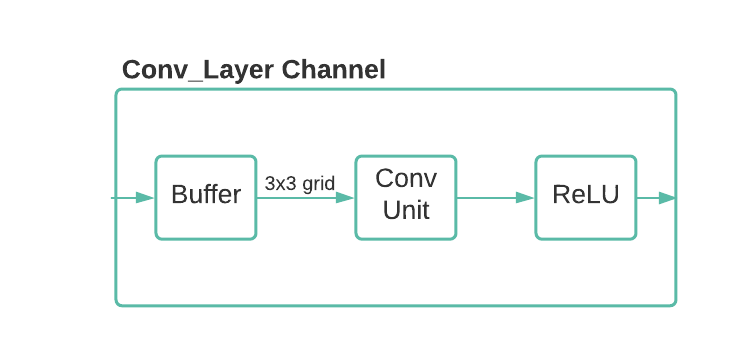 Conv_Layer Channel
Buffer
3x3 grid
Conv
Unit
ReLU